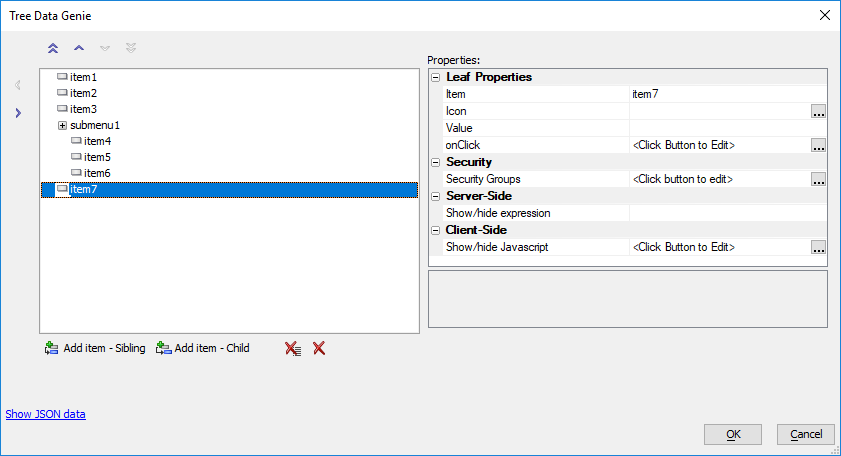 Tree Data Genie
Properties:
item1
item2
item3
submenu1
item4
item5
item6
item7
Leaf Properties
Item item7
Icon ...
Value
onClick <Click Button to Edit> ...
Security
Security Groups <Click button to edit> ...
Server-Side
Show/hide expression
Client-Side
Show/hide Javascript <Click Button to Edit> ...
Add item - Sibling Add item - Child
Show JSON data
OK Cancel